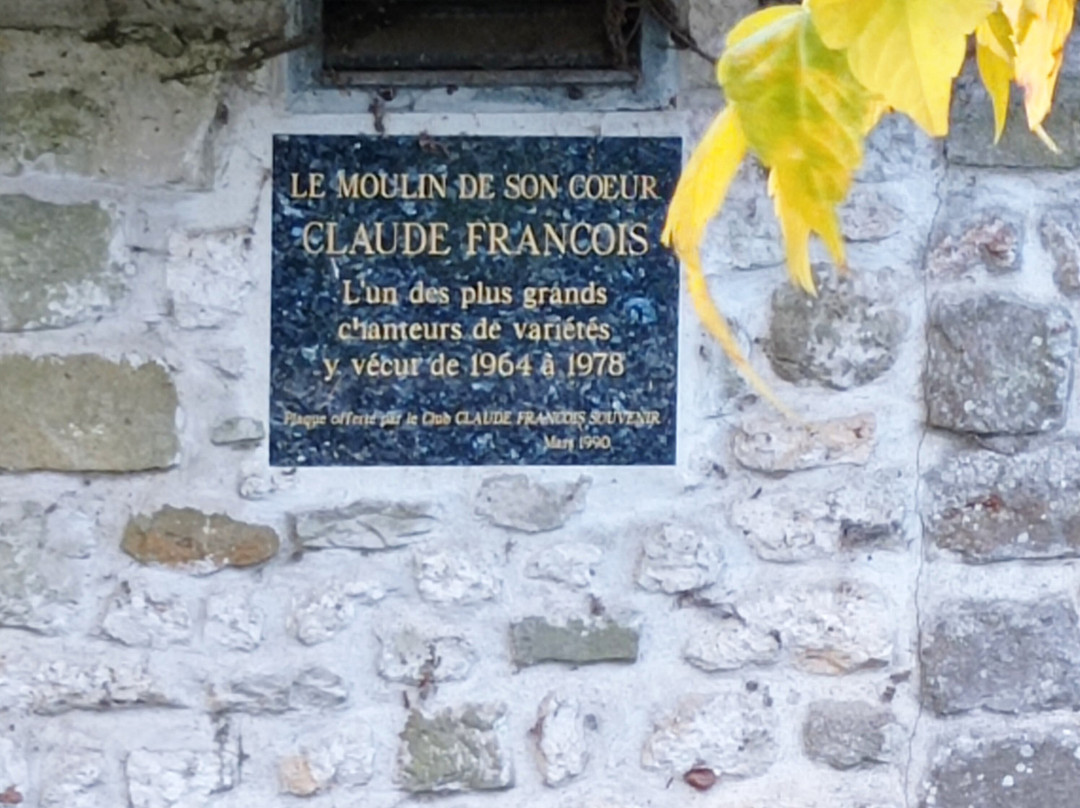 LE MOULIN DE SON COEUR
CLAUDE FRANCOIS
L'un des plus grands
chanteurs de variétés
y vécut de 1964 à 1978
Plaque offerte par le Club CLAUDE FRANCOIS SOUVENIR
Mars 1990